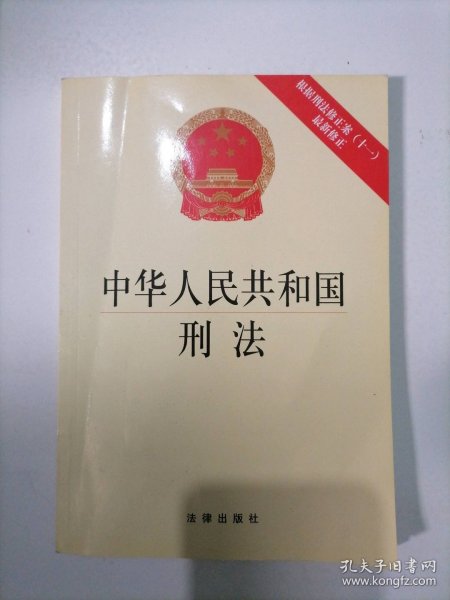 根据刑法修正案（十一）
最新修正
中华人民共和国
刑法
法律出版社
孔夫子旧书网
www.kongfz.com